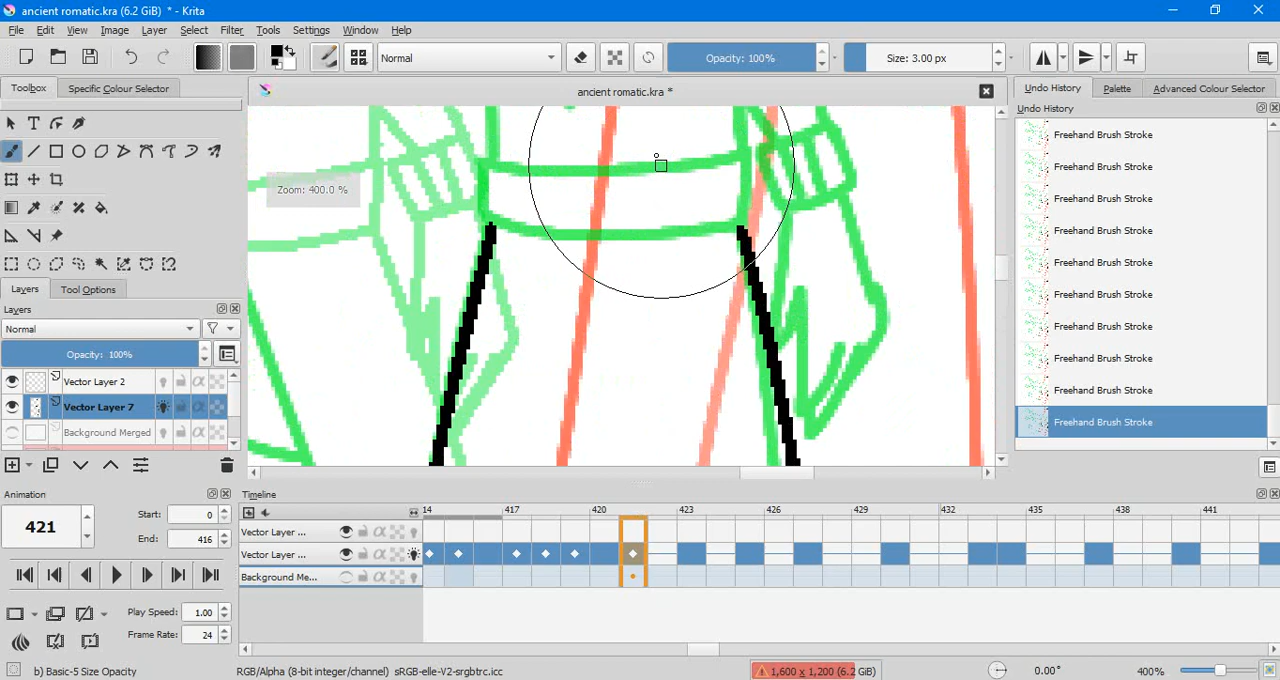 ancient romatic.kra (6.2 GiB) * - Krita
File Edit View Image Layer Select Filter Tools Settings Window Help
Normal
Opacity: 100%
Size: 3.00 px
Toolbox
Specific Colour Selector
ancient romatic.kra *
Undo History
Palette
Advanced Colour Selector
Undo History
Freehand Brush Stroke
Freehand Brush Stroke
Freehand Brush Stroke
Freehand Brush Stroke
Freehand Brush Stroke
Freehand Brush Stroke
Freehand Brush Stroke
Freehand Brush Stroke
Freehand Brush Stroke
Freehand Brush Stroke
Zoom: 400.0 %
Layers
Tool Options
Layers
Normal
Opacity: 100%
Vector Layer 2
Vector Layer 7
Background Merged
Animation
421
Start: 0
End: 416
Play Speed: 1.00
Frame Rate: 24
Timeline
14 417 420 423 426 429 432 435 438 441
Vector Layer ...
Vector Layer ...
Background Me...
b) Basic-5 Size Opacity
RGB/Alpha (8-bit integer/channel) sRGB-elle-V2-srgbtrc.icc
1,600 x 1,200 (6.2 GiB)
0.00°
400%